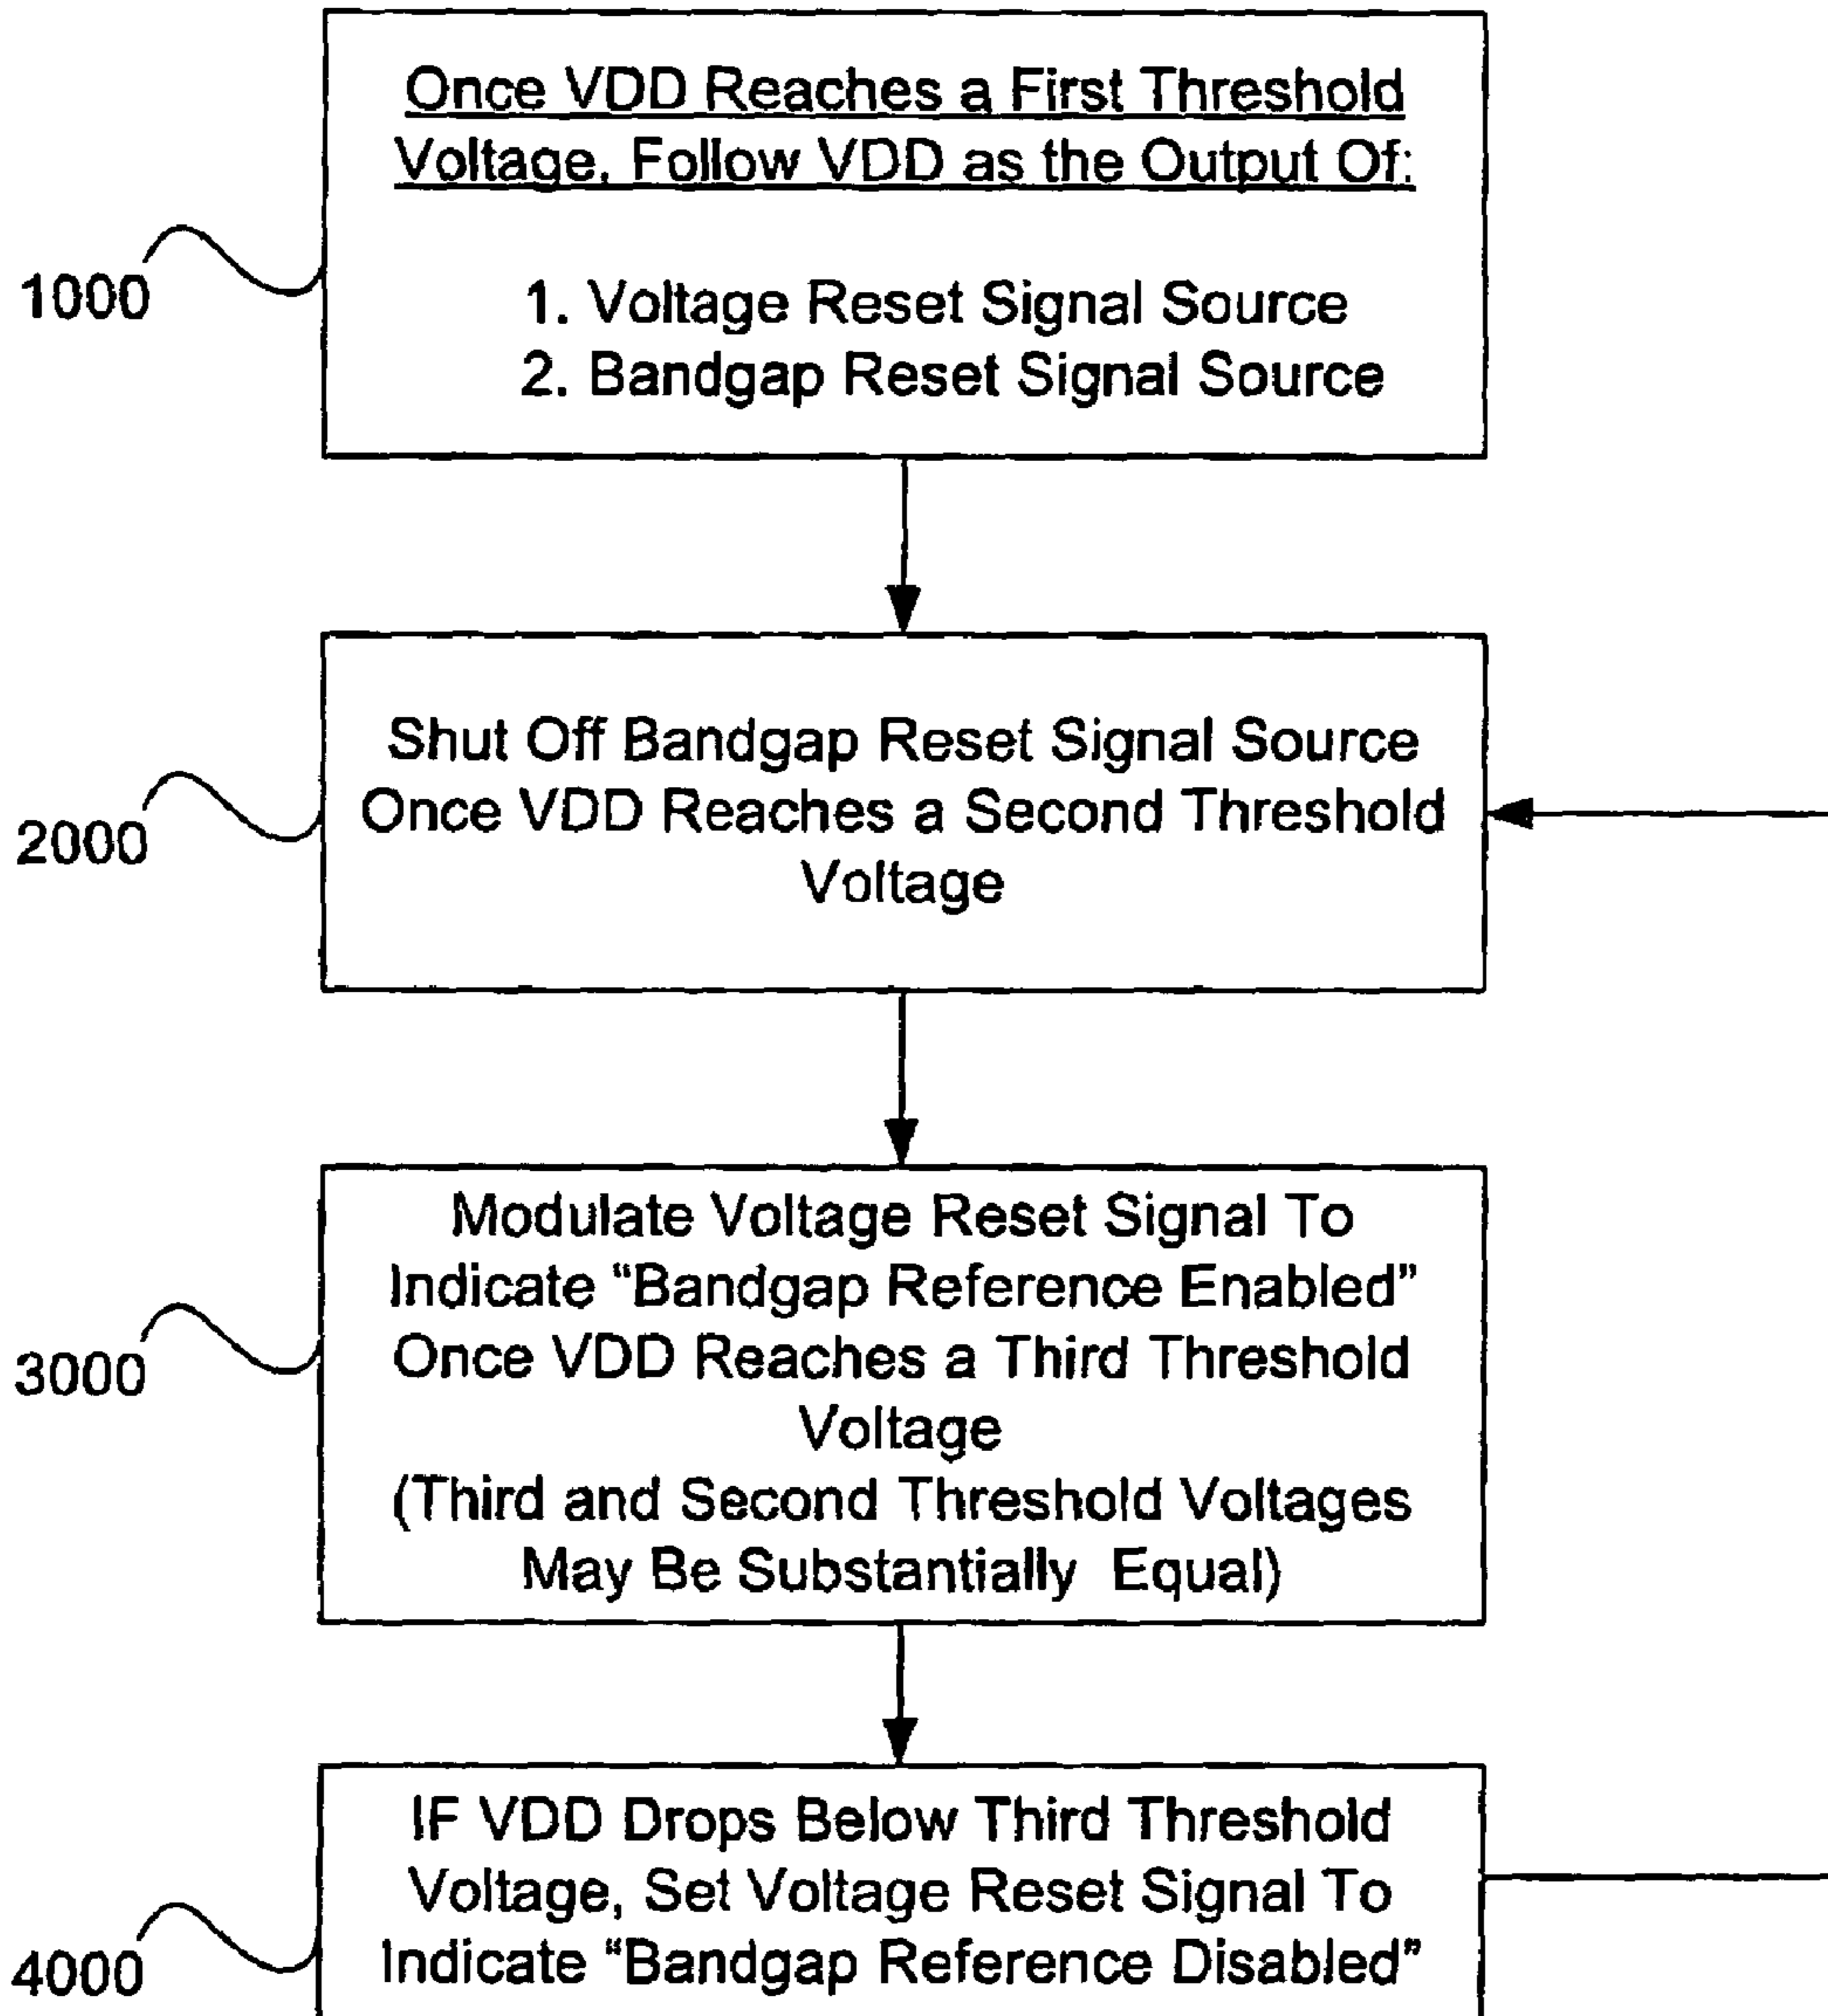 Once VDD Reaches a First Threshold
Voltage, Follow VDD as the Output Of:
1. Voltage Reset Signal Source
2. Bandgap Reset Signal Source
1000
Shut Off Bandgap Reset Signal Source
Once VDD Reaches a Second Threshold
Voltage
2000
Modulate Voltage Reset Signal To
Indicate “Bandgap Reference Enabled”
Once VDD Reaches a Third Threshold
Voltage
(Third and Second Threshold Voltages
May Be Substantially Equal)
3000
IF VDD Drops Below Third Threshold
Voltage, Set Voltage Reset Signal To
Indicate “Bandgap Reference Disabled”
4000